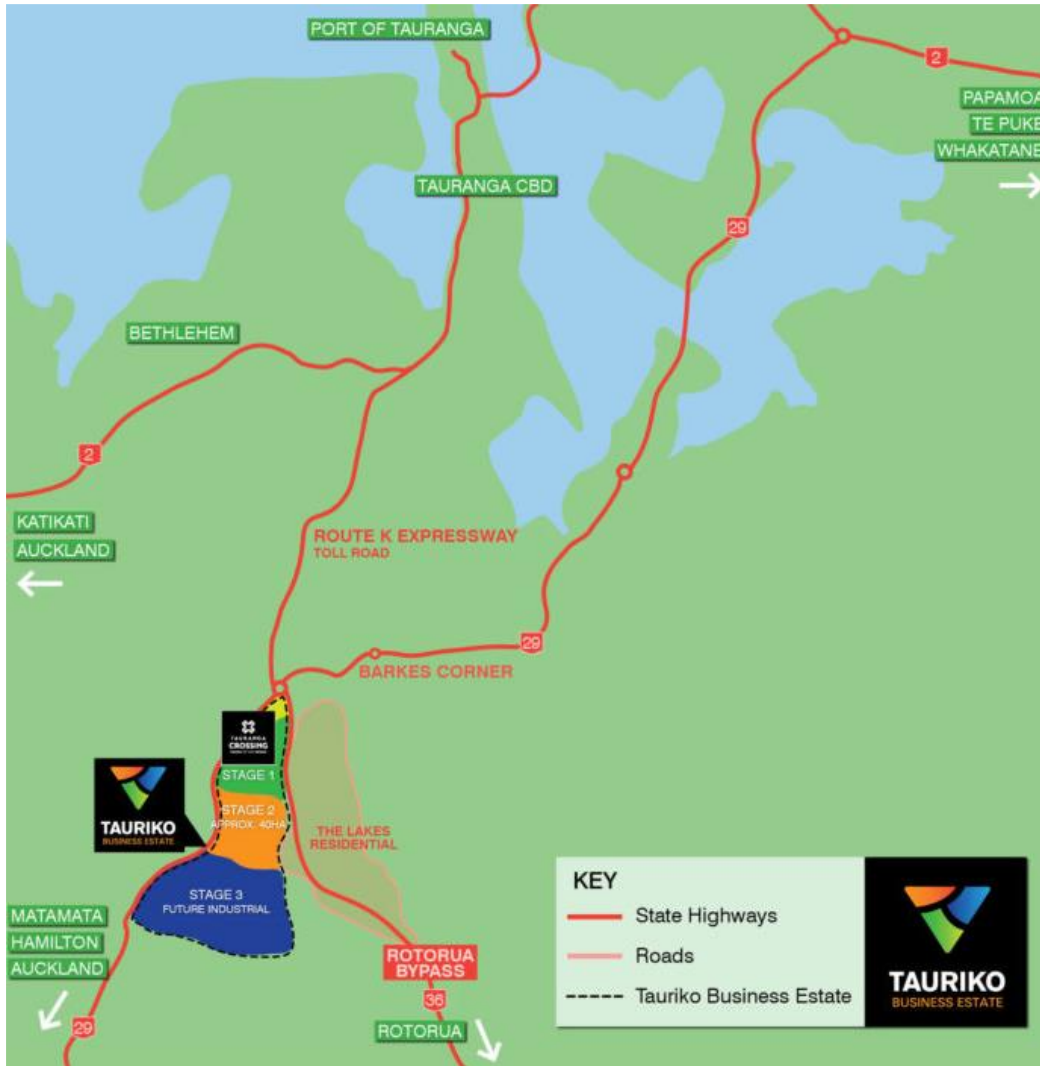 PORT OF TAURANGA
2
PAPAMOA
TE PUKE
WHAKATANE
TAURANGA CBD
29
BETHLEHEM
2
KATIKATI
AUCKLAND
ROUTE K EXPRESSWAY
TOLL ROAD
29
BARKES CORNER
TAURANGA
CROSSING
STAGE 1
STAGE 2
APPROX. 40HA
TAURIKO
BUSINESS ESTATE
THE LAKES
RESIDENTIAL
STAGE 3
FUTURE INDUSTRIAL
MATAMATA
HAMILTON
AUCKLAND
29
ROTORUA
BYPASS
36
ROTORUA
KEY
State Highways
Roads
Tauriko Business Estate
TAURIKO
BUSINESS ESTATE